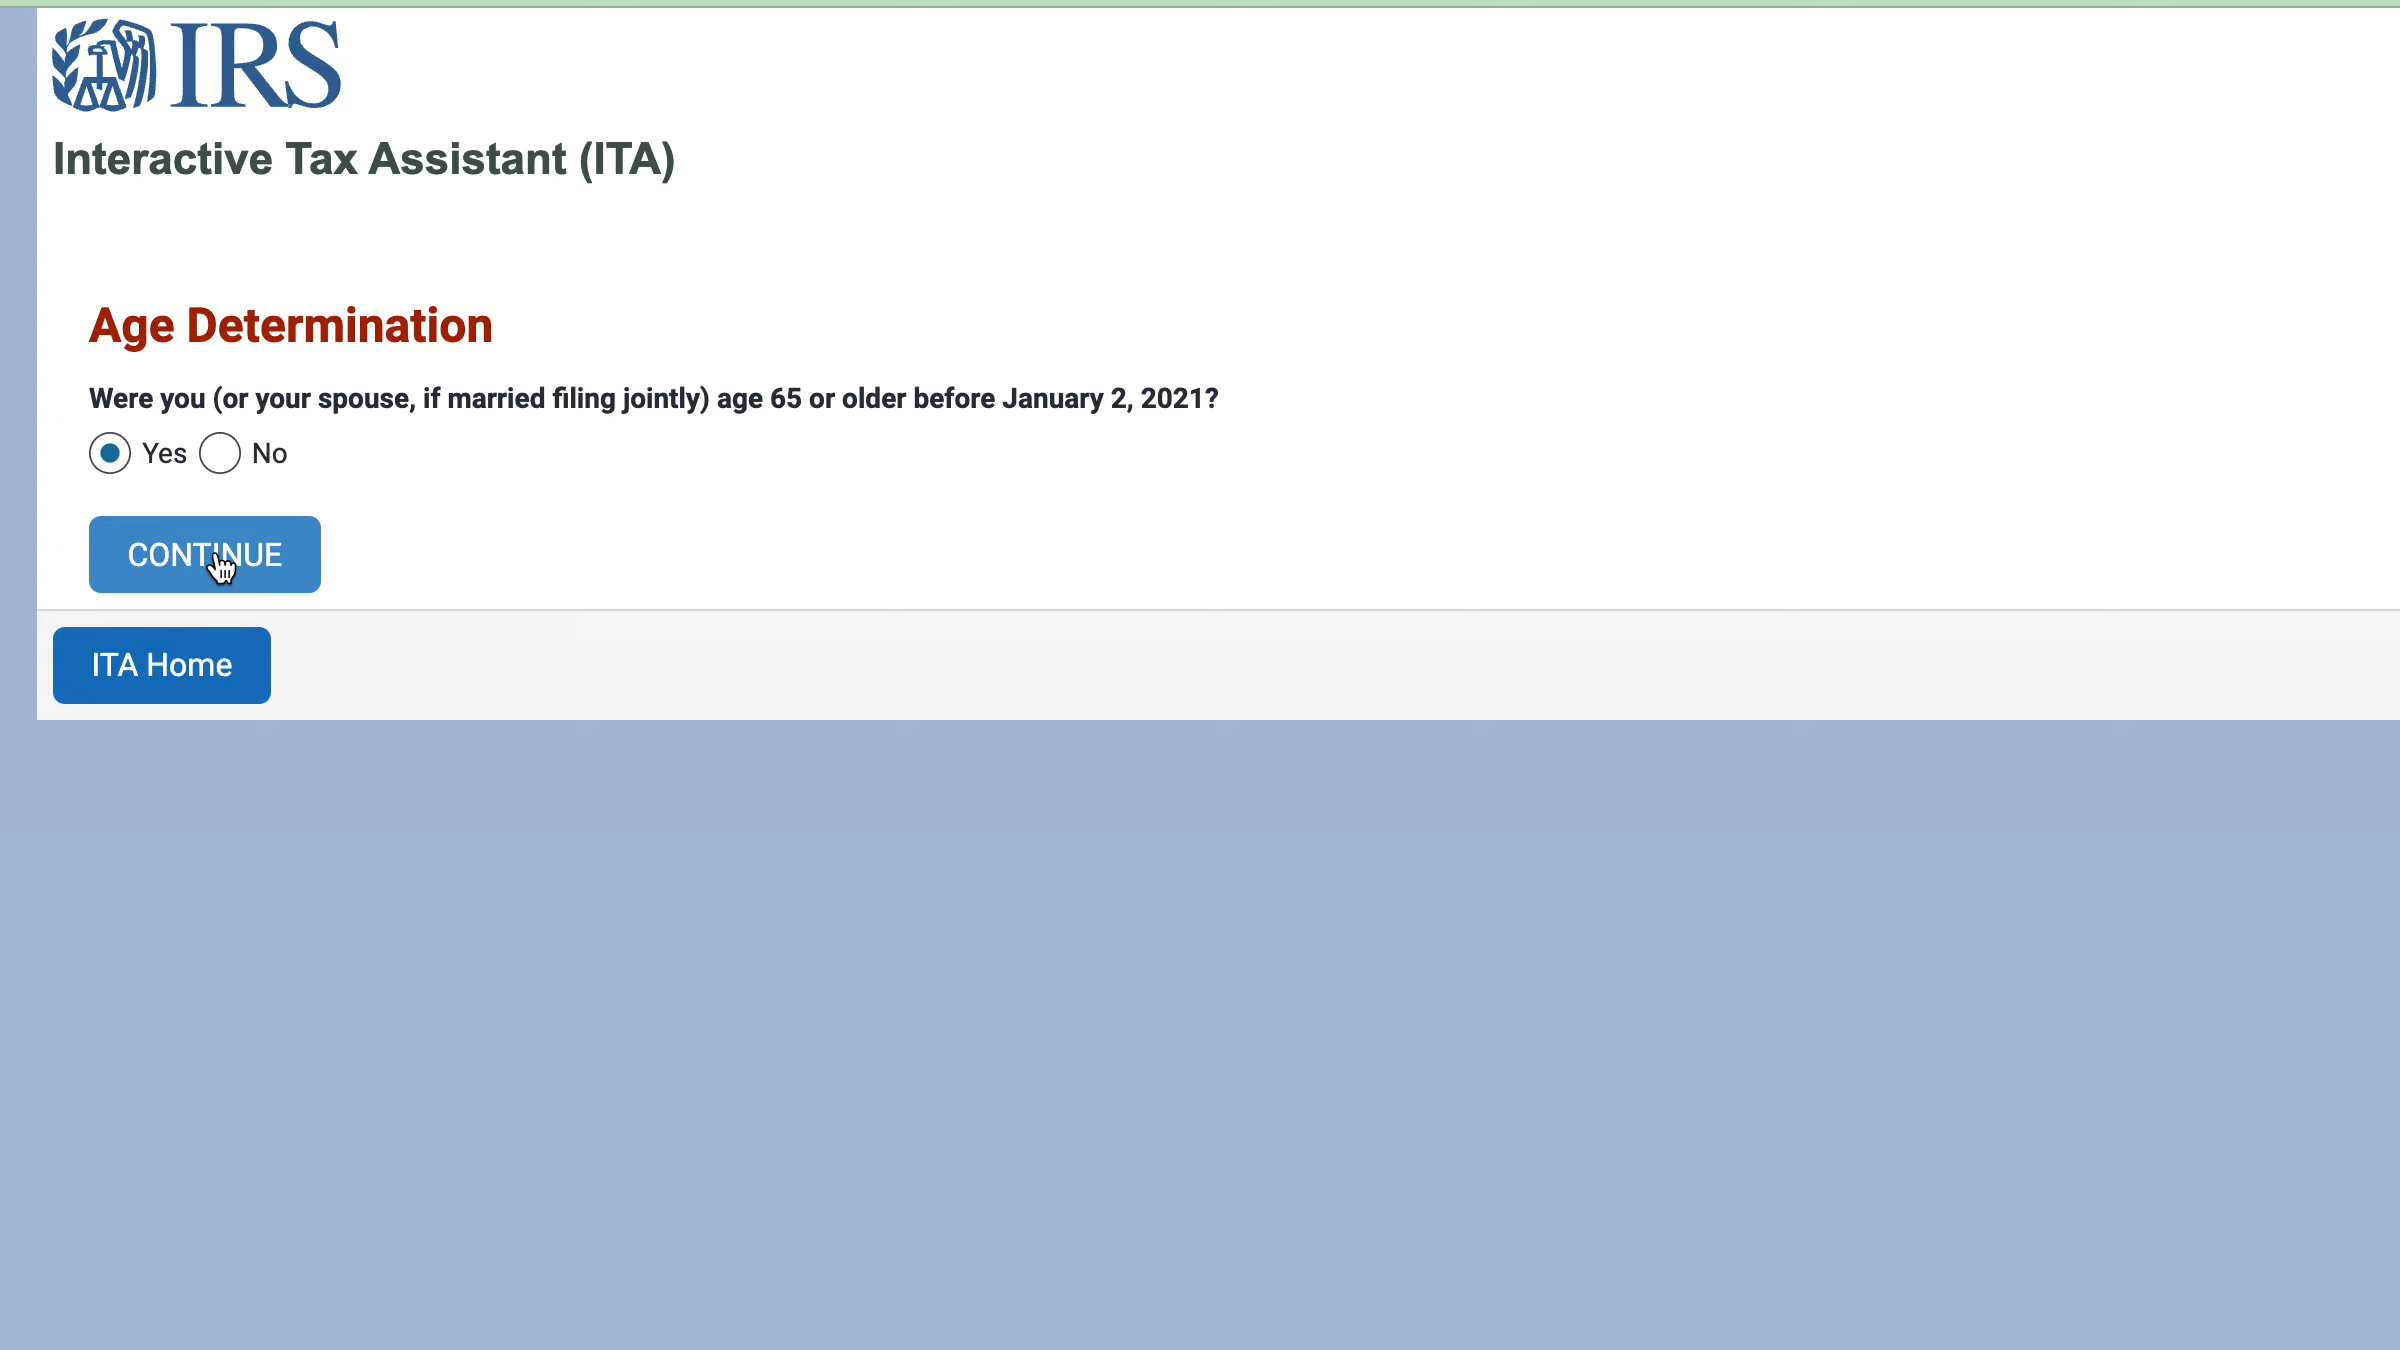 IRS
Interactive Tax Assistant (ITA)
Age Determination
Were you (or your spouse, if married filing jointly) age 65 or older before January 2, 2021?
Yes No
CONTINUE
ITA Home